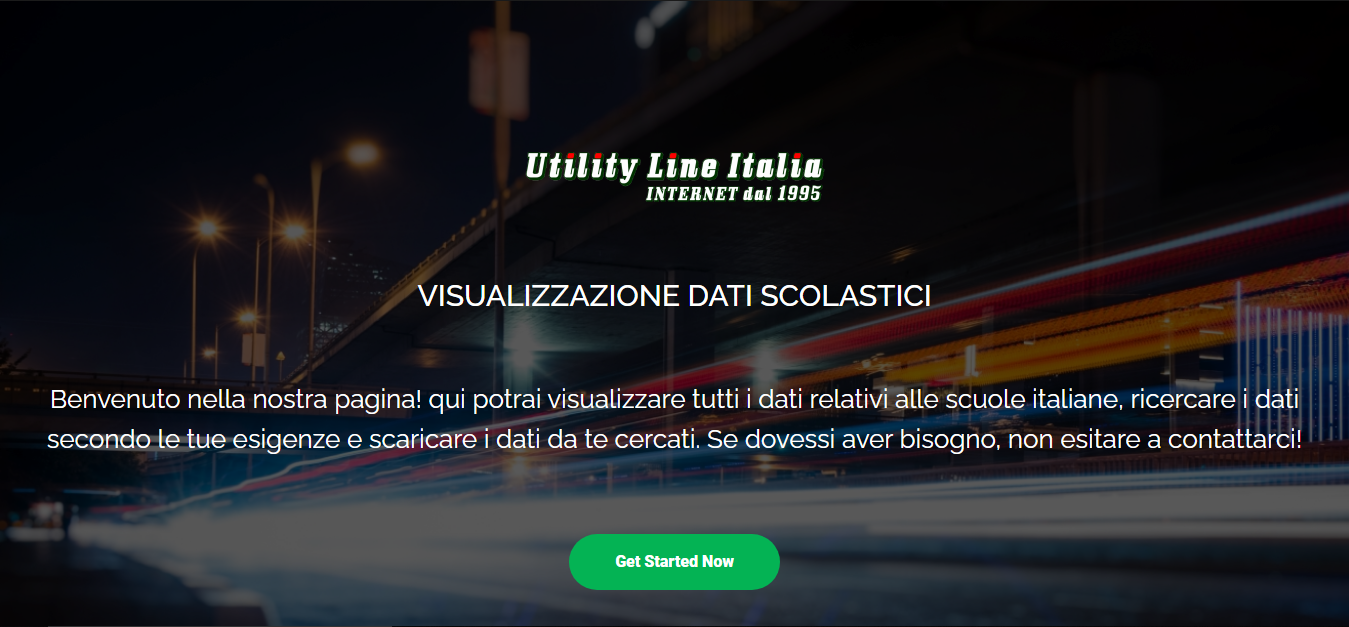 Utility Line Italia
INTERNET dal 1995
VISUALIZZAZIONE DATI SCOLASTICI
Benvenuto nella nostra pagina! qui potrai visualizzare tutti i dati relativi alle scuole italiane, ricercare i dati
secondo le tue esigenze e scaricare i dati da te cercati. Se dovessi aver bisogno, non esitare a contattarci!
Get Started Now